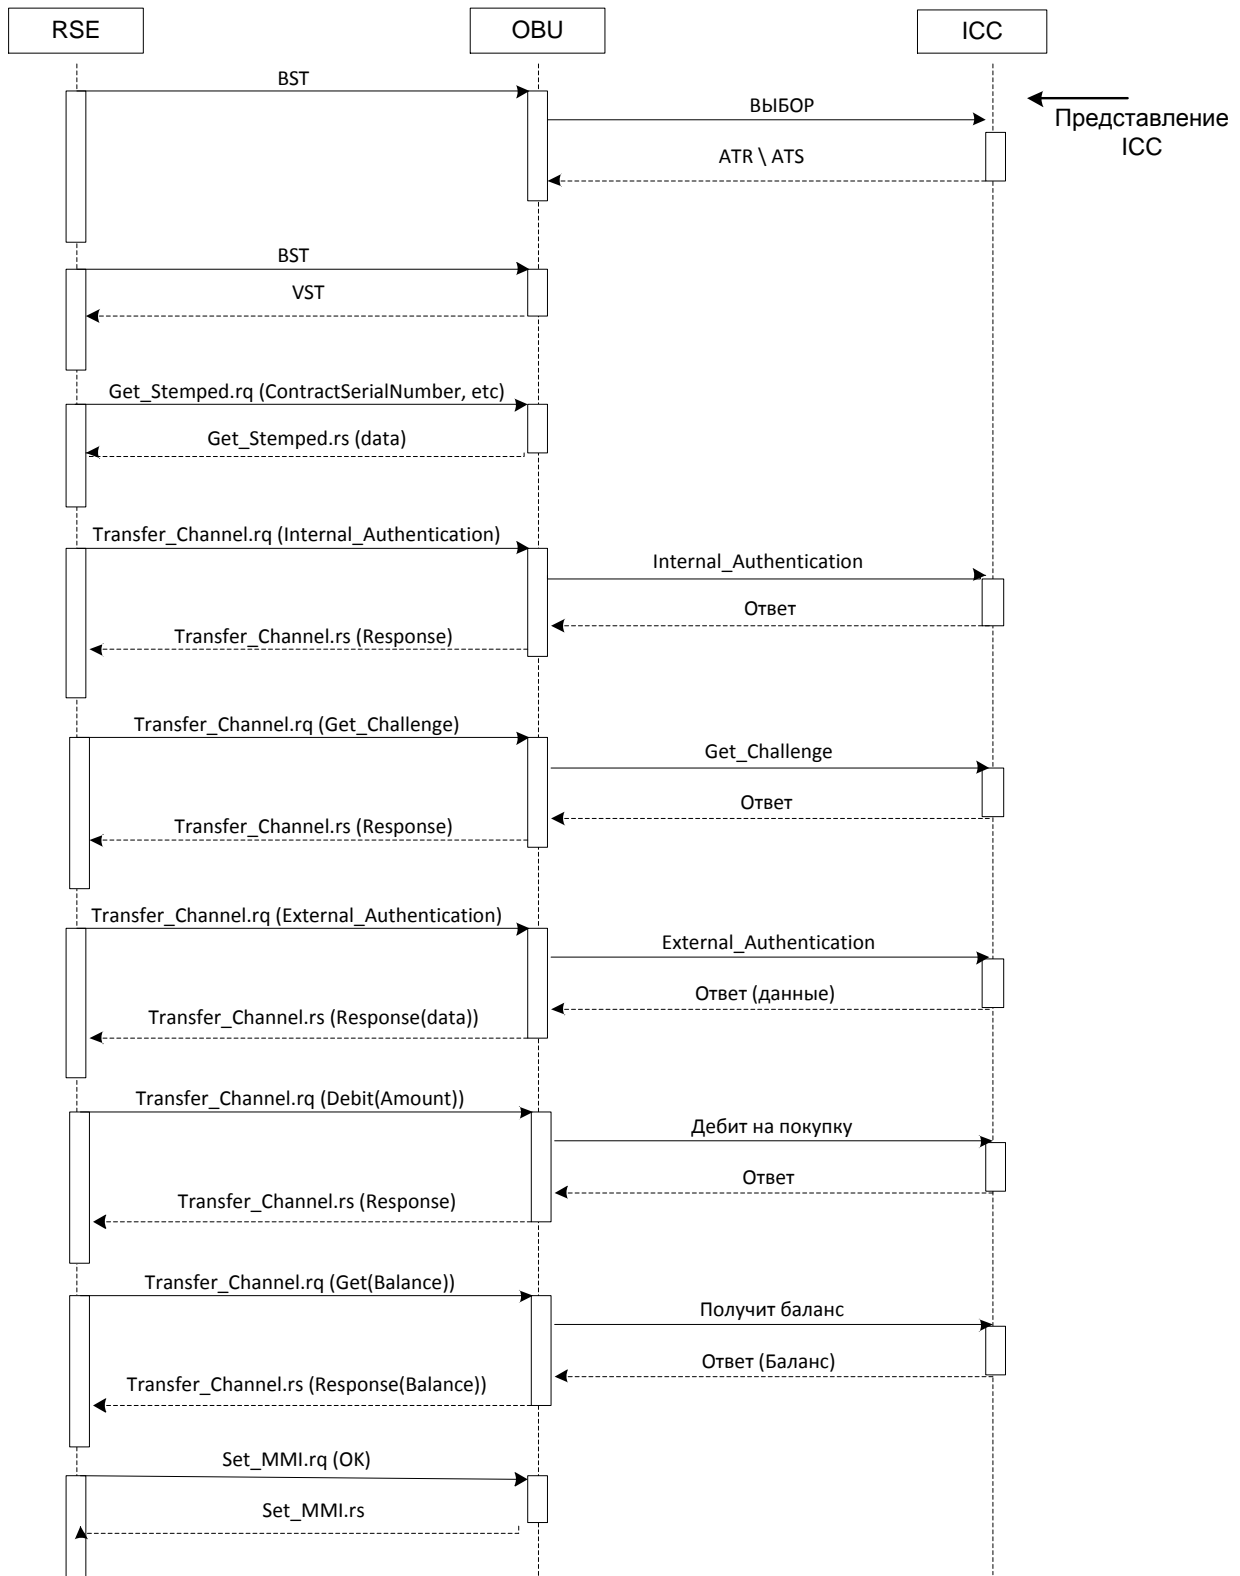 RSE
OBU
ICC
BST
ВЫБОР
Представление
ICC
ATR \ ATS
BST
VST
Get_Stemped.rq (ContractSerialNumber, etc)
Get_Stemped.rs (data)
Transfer_Channel.rq (Internal_Authentication)
Internal_Authentication
Ответ
Transfer_Channel.rs (Response)
Transfer_Channel.rq (Get_Challenge)
Get_Challenge
Ответ
Transfer_Channel.rs (Response)
Transfer_Channel.rq (External_Authentication)
External_Authentication
Ответ (данные)
Transfer_Channel.rs (Response(data))
Transfer_Channel.rq (Debit(Amount))
Дебит на покупку
Ответ
Transfer_Channel.rs (Response)
Transfer_Channel.rq (Get(Balance))
Получит баланс
Ответ (Баланс)
Transfer_Channel.rs (Response(Balance))
Set_MMI.rq (OK)
Set_MMI.rs